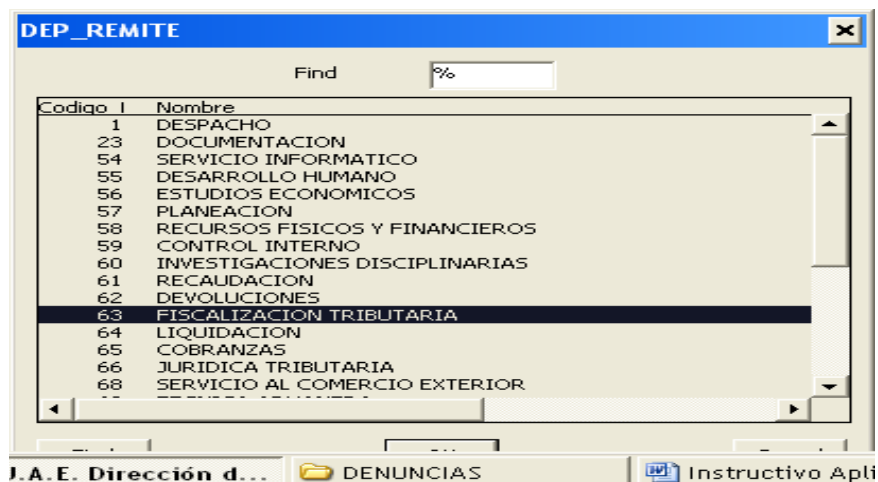 DEP_REMITE
Find %
Codigo I Nombre
1 DESPACHO
23 DOCUMENTACION
54 SERVICIO INFORMATICO
55 DESARROLLO HUMANO
56 ESTUDIOS ECONOMICOS
57 PLANEACION
58 RECURSOS FISICOS Y FINANCIEROS
59 CONTROL INTERNO
60 INVESTIGACIONES DISCIPLINARIAS
61 RECAUDACION
62 DEVOLUCIONES
63 FISCALIZACION TRIBUTARIA
64 LIQUIDACION
65 COBRANZAS
66 JURIDICA TRIBUTARIA
68 SERVICIO AL COMERCIO EXTERIOR
J.A.E. Dirección d... DENUNCIAS Instructivo Apli